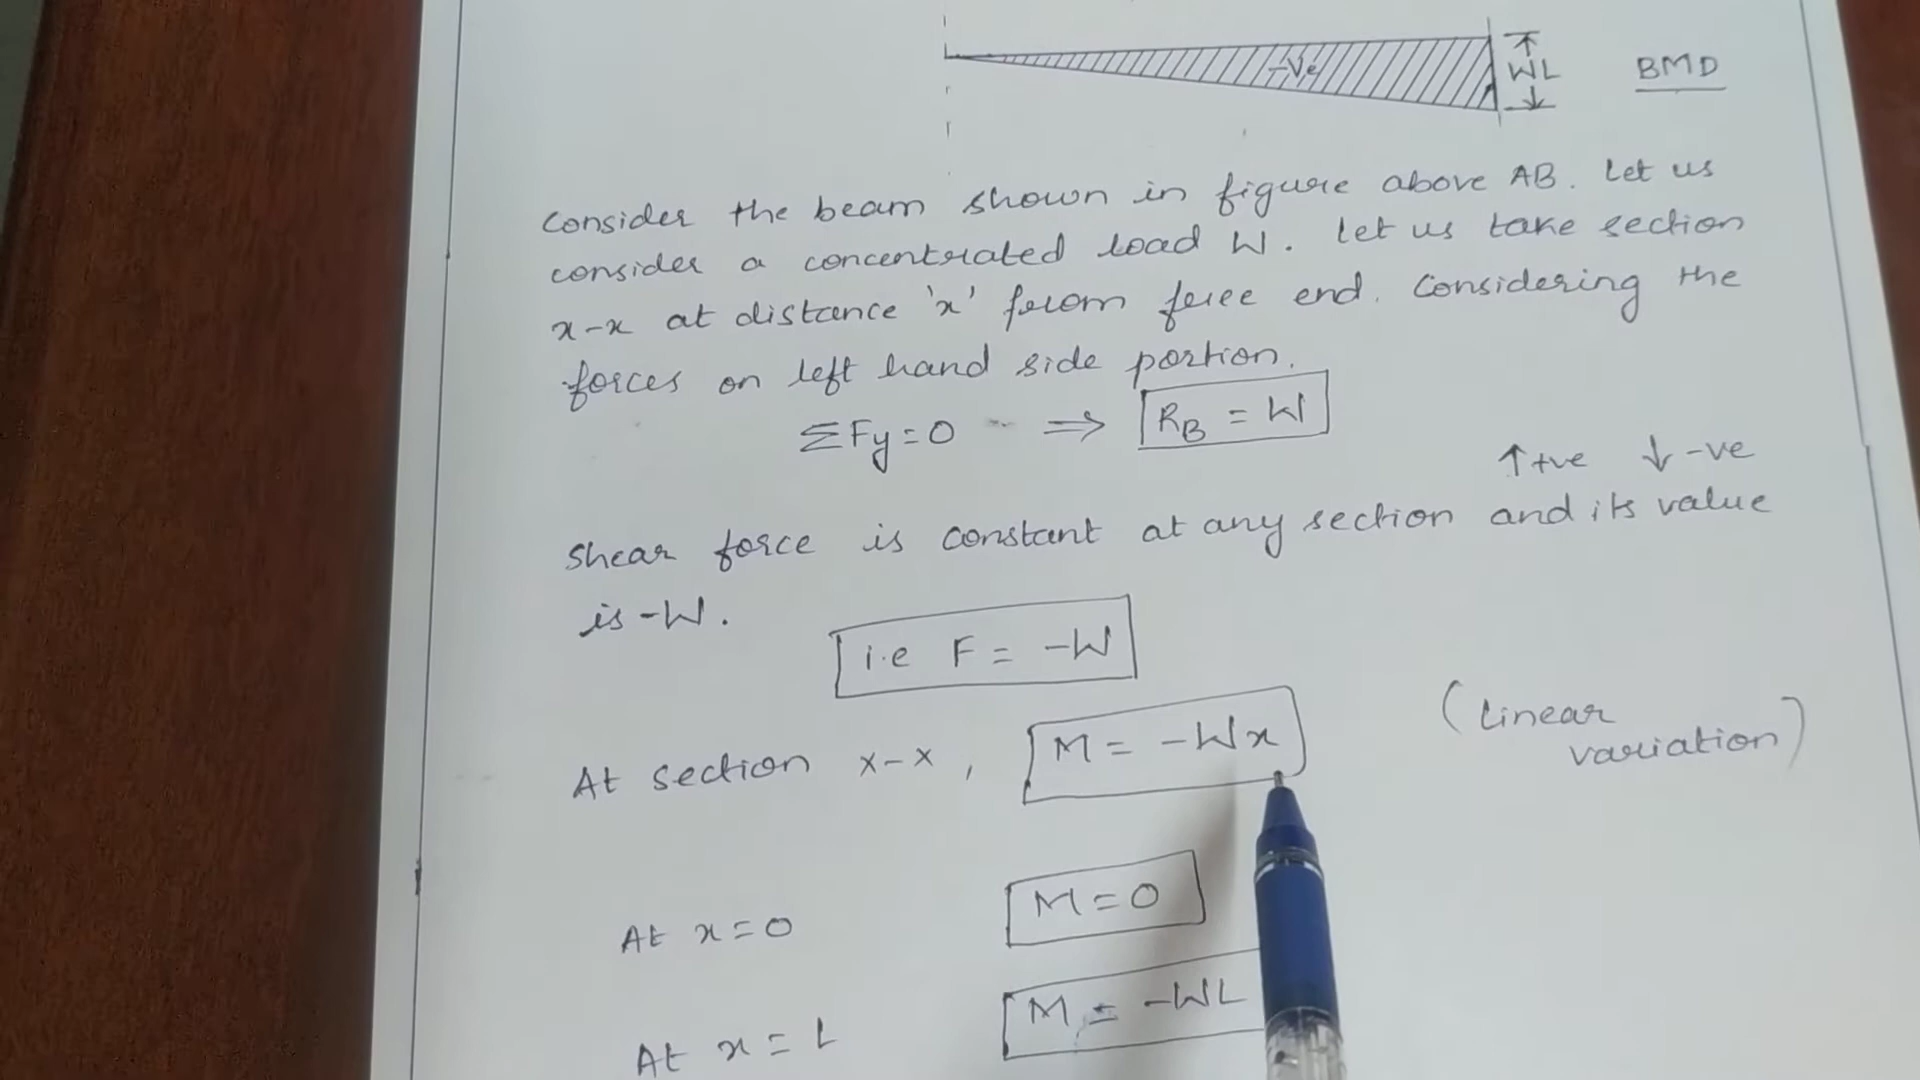 -Ve
WL
BMD
consider the beam shown in figure above AB. Let us
consider a concentrated load W. Let us take section
x-x at distance 'x' from free end. Considering the
forces on left hand side portion.
ΣFy=0 ⇒ RB = W
↑+ve ↓-ve
Shear force is constant at any section and its value
is -W.
i.e F = -W
At section x-x, M = -Wx (Linear
variation)
At x=0 M=0
At x=L M = -WL